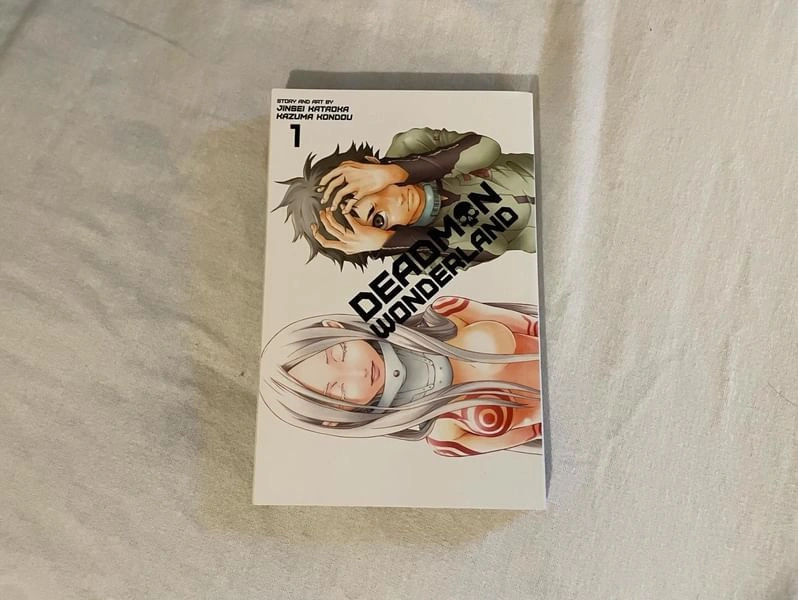 STORY AND ART BY
JINSEI KATAOKA
KAZUMA KONDOU
1
DEADMAN
WONDERLAND